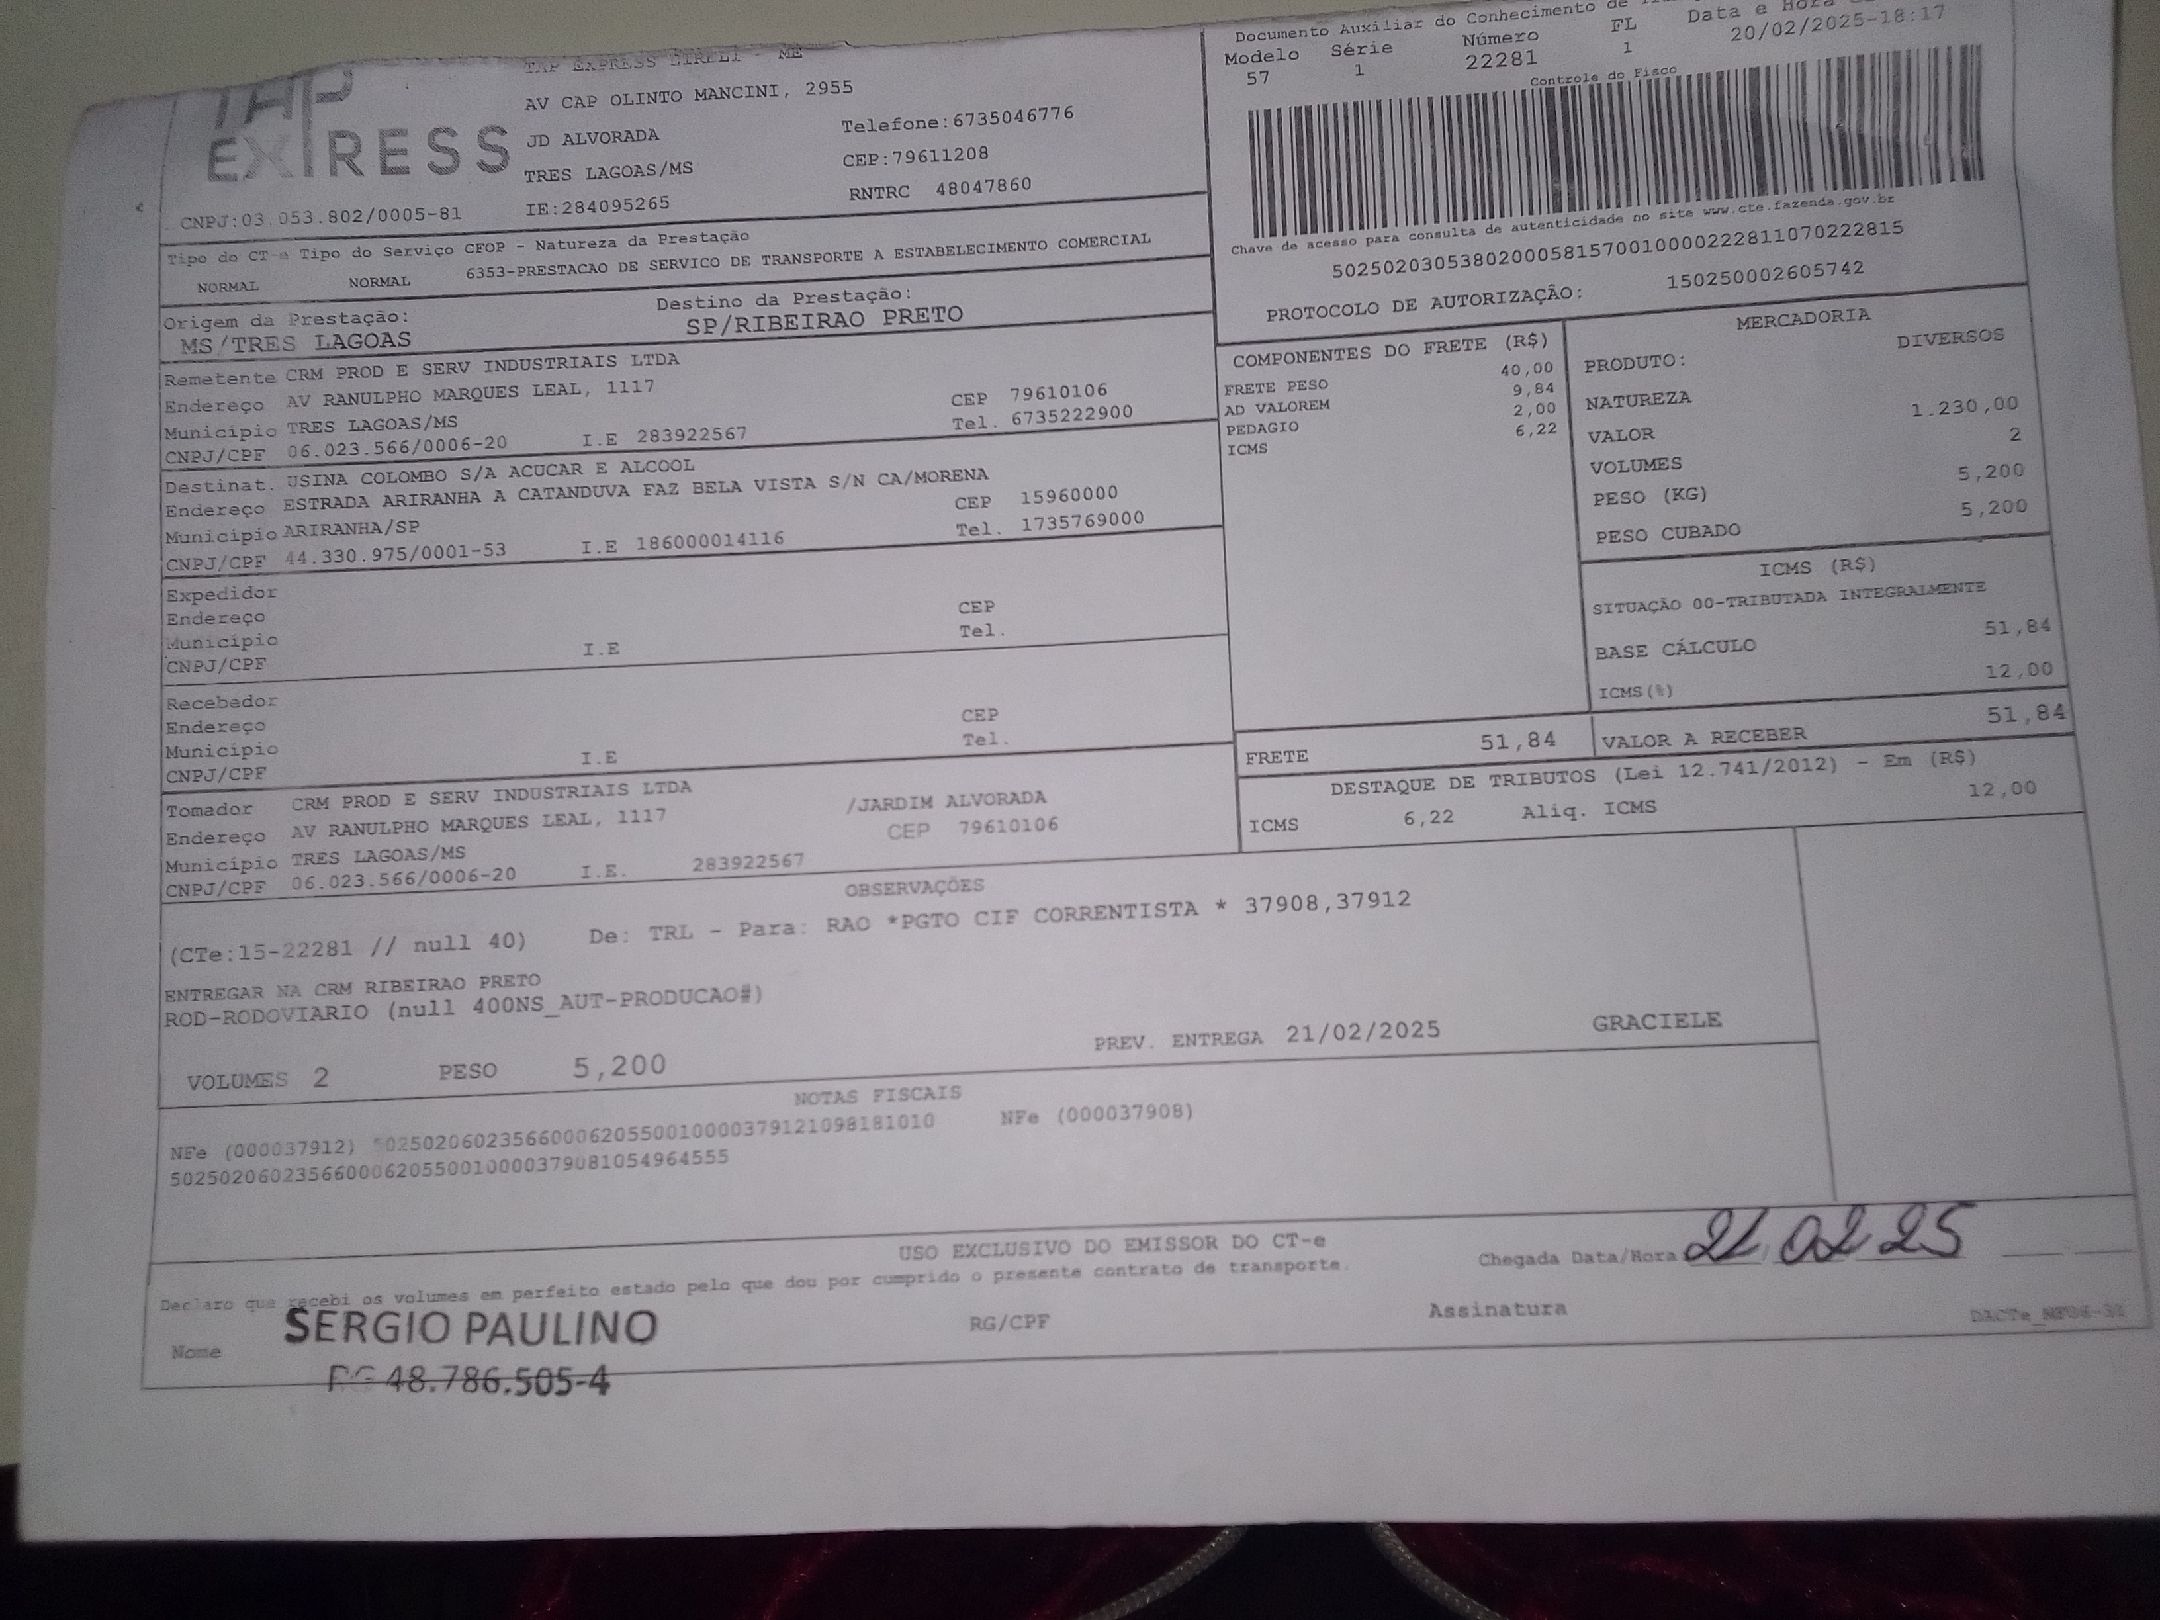 TAP EXPRESS EIRELI - ME
TAP
EXPRESS
AV CAP OLINTO MANCINI, 2955
JD ALVORADA
Telefone:6735046776
TRES LAGOAS/MS
CEP:79611208
CNPJ:03.053.802/0005-81
IE:284095265
RNTRC 48047860
Documento Auxiliar do Conhecimento de
Modelo Série Número FL Data e Hora
57 1 22281 1 20/02/2025-18:17
Controle do Fisco
Chave de acesso para consulta de autenticidade no site www.cte.fazenda.gov.br
50250203053802000581570010000222811070222815
PROTOCOLO DE AUTORIZAÇÃO: 150250002605742
Tipo do CT-e Tipo do Serviço CFOP - Natureza da Prestação
NORMAL NORMAL 6353-PRESTACAO DE SERVICO DE TRANSPORTE A ESTABELECIMENTO COMERCIAL
Origem da Prestação: Destino da Prestação:
MS/TRES LAGOAS SP/RIBEIRAO PRETO
Remetente CRM PROD E SERV INDUSTRIAIS LTDA
Endereço AV RANULPHO MARQUES LEAL, 1117 CEP 79610106
Município TRES LAGOAS/MS Tel. 6735222900
CNPJ/CPF 06.023.566/0006-20 I.E 283922567
Destinat. USINA COLOMBO S/A ACUCAR E ALCOOL
Endereço ESTRADA ARIRANHA A CATANDUVA FAZ BELA VISTA S/N CA/MORENA
Município ARIRANHA/SP CEP 15960000
CNPJ/CPF 44.330.975/0001-53 I.E 186000014116 Tel. 1735769000
Expedidor
Endereço CEP
Município Tel.
CNPJ/CPF I.E
Recebedor
Endereço CEP
Município Tel.
CNPJ/CPF I.E
Tomador CRM PROD E SERV INDUSTRIAIS LTDA
Endereço AV RANULPHO MARQUES LEAL, 1117 /JARDIM ALVORADA
Município TRES LAGOAS/MS CEP 79610106
CNPJ/CPF 06.023.566/0006-20 I.E. 283922567
COMPONENTES DO FRETE (R$)
FRETE PESO 40,00
AD VALOREM 9,84
PEDAGIO 2,00
ICMS 6,22
MERCADORIA
PRODUTO: DIVERSOS
NATUREZA
VALOR 1.230,00
VOLUMES 2
PESO (KG) 5,200
PESO CUBADO 5,200
ICMS (R$)
SITUAÇÃO 00-TRIBUTADA INTEGRALMENTE
BASE CÁLCULO 51,84
ICMS(%) 12,00
FRETE 51,84 VALOR A RECEBER 51,84
DESTAQUE DE TRIBUTOS (Lei 12.741/2012) - Em (R$)
ICMS 6,22 Aliq. ICMS 12,00
OBSERVAÇÕES
(CTe:15-22281 // null 40) De: TRL - Para: RAO *PGTO CIF CORRENTISTA * 37908,37912
ENTREGAR NA CRM RIBEIRAO PRETO
ROD-RODOVIARIO (null 400NS_AUT-PRODUCAO#)
VOLUMES 2 PESO 5,200 PREV. ENTREGA 21/02/2025 GRACIELE
NOTAS FISCAIS
NFe (000037912) 50250206023566000620550010000379121098181010 NFe (000037908)
50250206023566000620550010000379081054964555
USO EXCLUSIVO DO EMISSOR DO CT-e
Declaro que recebi os volumes em perfeito estado pelo que dou por cumprido o presente contrato de transporte.
Chegada Data/Hora 21 02 25
Nome SERGIO PAULINO RG/CPF Assinatura
RG 48.786.505-4